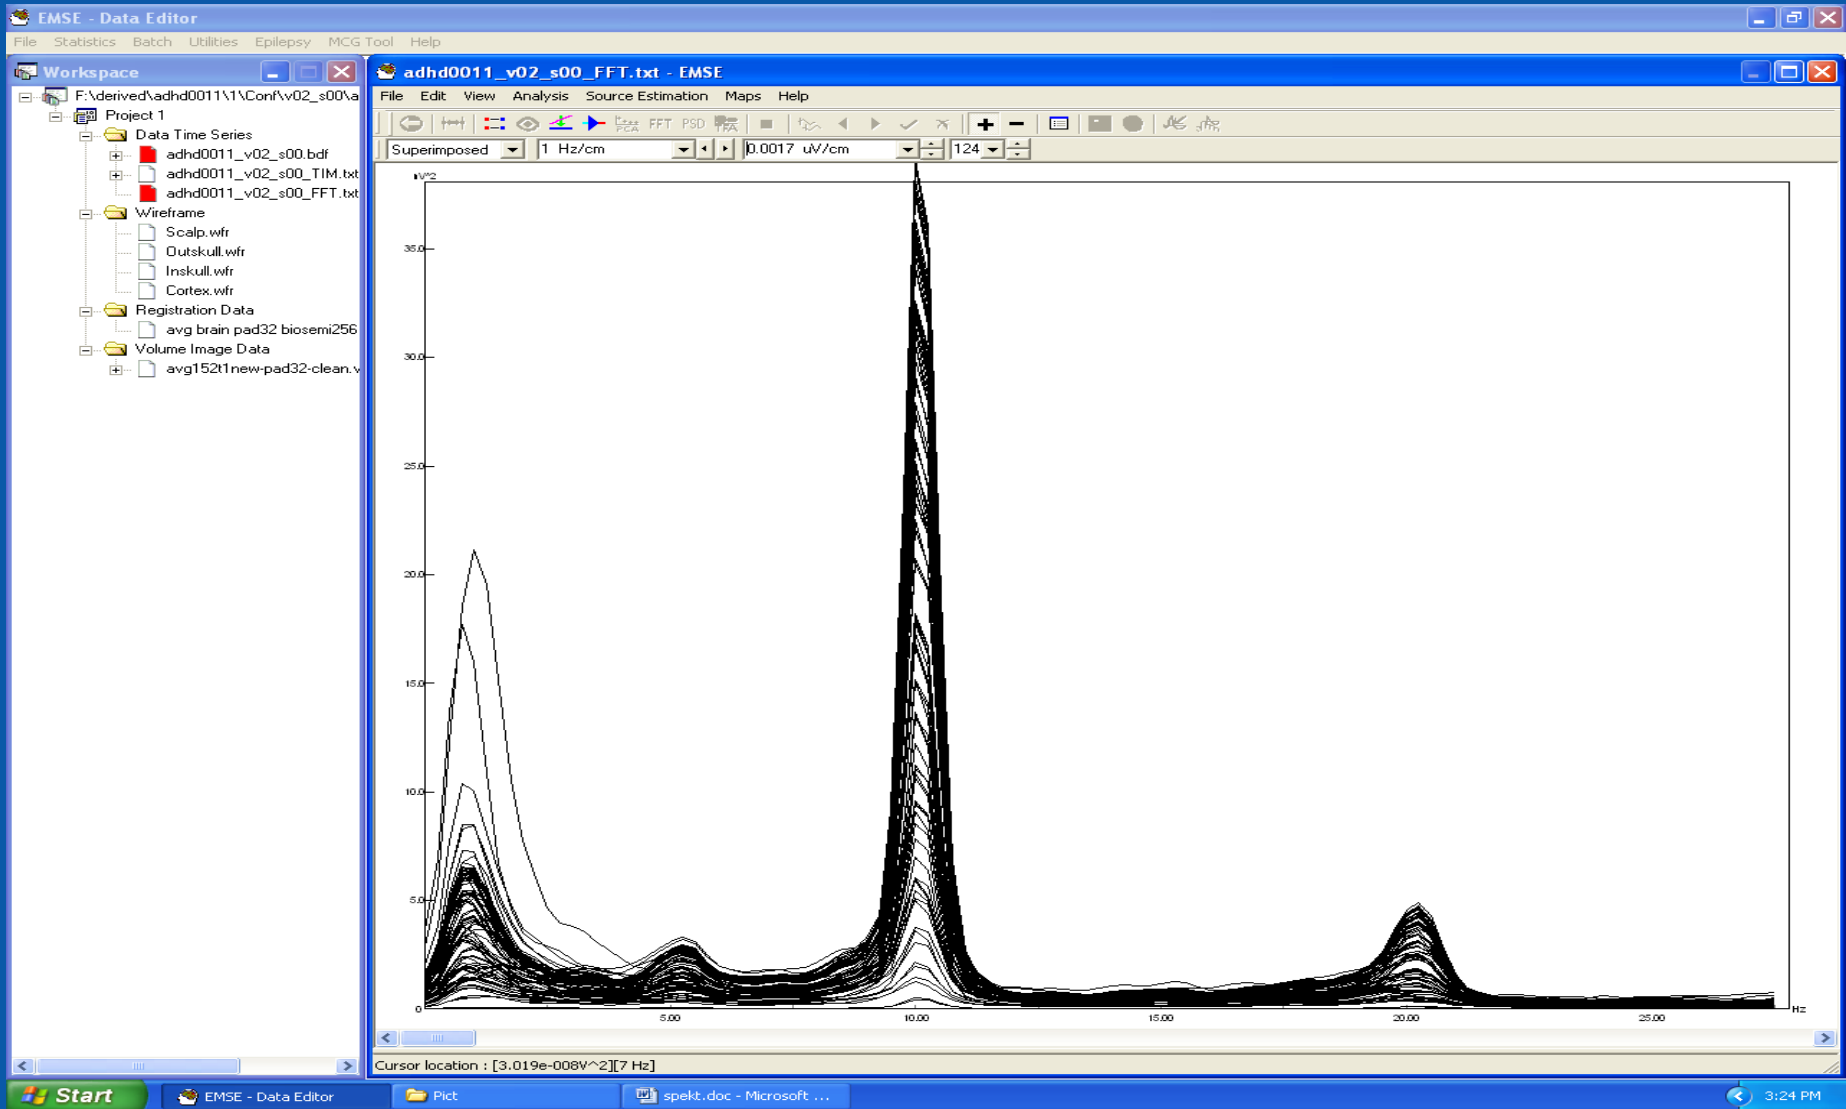 EMSE - Data Editor
File Statistics Batch Utilities Epilepsy MCG Tool Help
Workspace
F:\derived\adhd0011\1\Conf\v02_s00\a
Project 1
Data Time Series
adhd0011_v02_s00.bdf
adhd0011_v02_s00_TIM.txt
adhd0011_v02_s00_FFT.txt
Wireframe
Scalp.wfr
Outskull.wfr
Inskull.wfr
Cortex.wfr
Registration Data
avg brain pad32 biosemi256
Volume Image Data
avg152t1new-pad32-clean.v
adhd0011_v02_s00_FFT.txt - EMSE
File Edit View Analysis Source Estimation Maps Help
PCA FFT PSD
Superimposed 1 Hz/cm 0.0017 uV/cm 124
V^2
35.0
30.0
25.0
20.0
15.0
10.0
5.0
0
5.00 10.00 15.00 20.00 25.00 Hz
Cursor location : [3.019e-008V^2][7 Hz]
Start EMSE - Data Editor Pict spekt.doc - Microsoft ... 3:24 PM